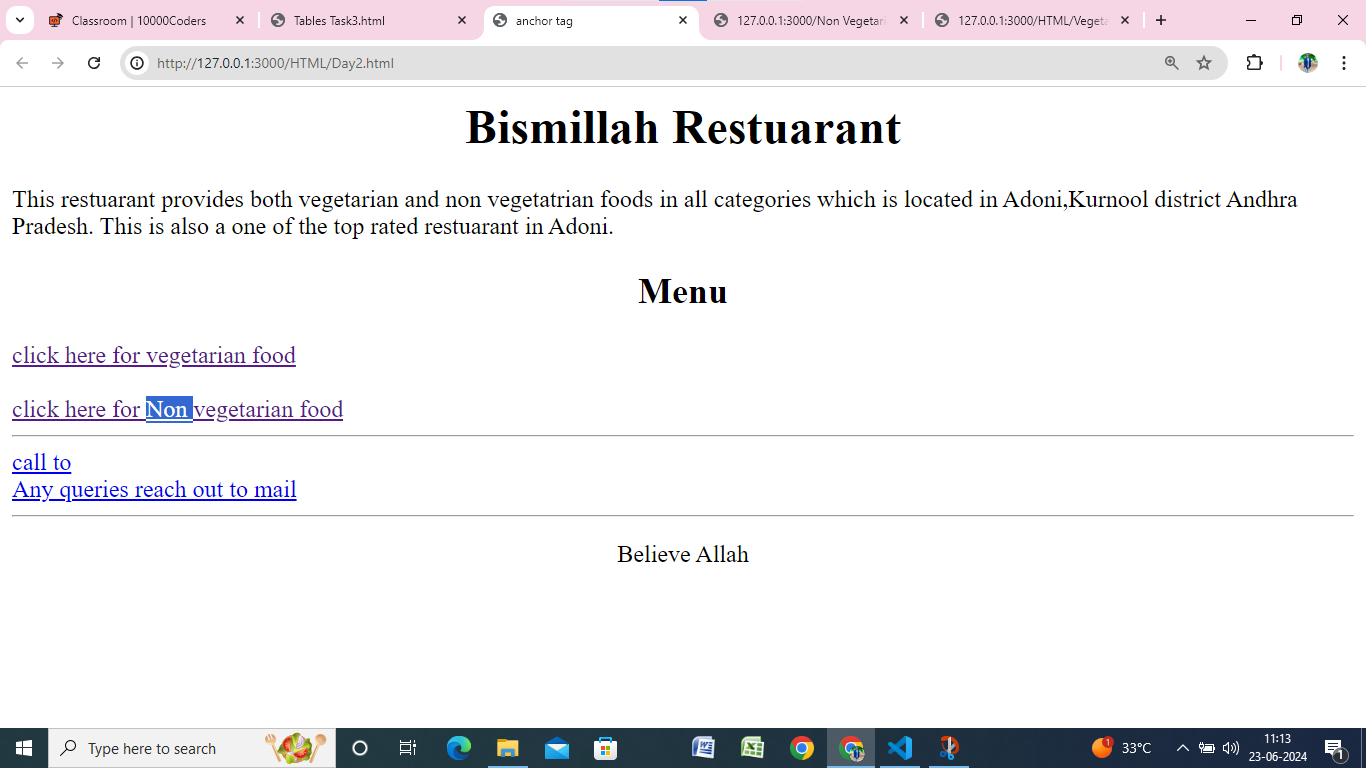 Classroom | 10000Coders
Tables Task3.html
anchor tag
127.0.0.1:3000/Non Vegetari
127.0.0.1:3000/HTML/Vegeta
http://127.0.0.1:3000/HTML/Day2.html
Bismillah Restuarant
This restuarant provides both vegetarian and non vegetatrian foods in all categories which is located in Adoni,Kurnool district Andhra
Pradesh. This is also a one of the top rated restuarant in Adoni.
Menu
click here for vegetarian food
click here for Non vegetarian food
call to
Any queries reach out to mail
Believe Allah
Type here to search
1
33°C
11:13
23-06-2024
1